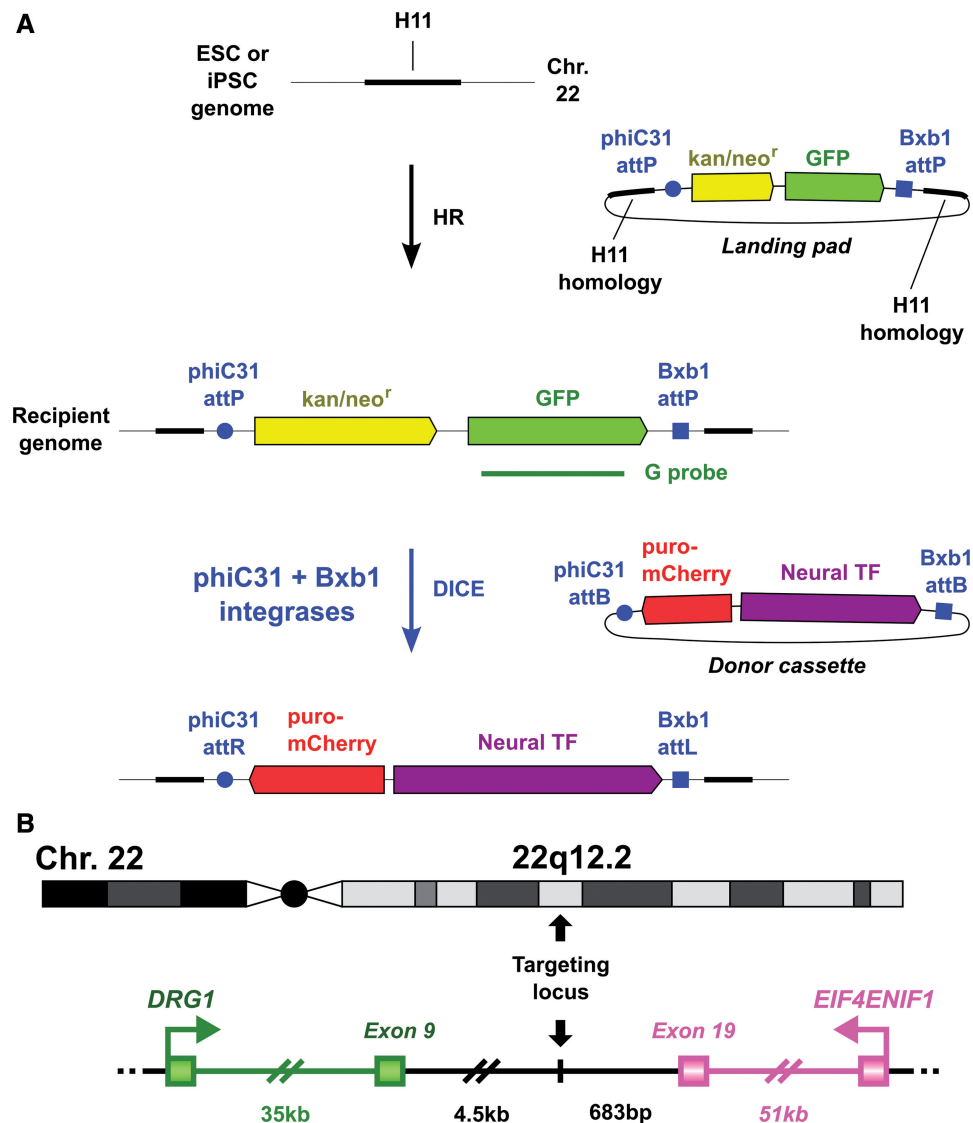 A
H11
ESC or
iPSC
genome
Chr.
22
phiC31
attP
kan/neoʳ
GFP
Bxb1
attP
HR
H11
homology
Landing pad
H11
homology
phiC31
attP
kan/neoʳ
GFP
Bxb1
attP
Recipient
genome
G probe
phiC31 + Bxb1
integrases
DICE
phiC31
attB
puro-
mCherry
Neural TF
Bxb1
attB
Donor cassette
phiC31
attR
puro-
mCherry
Neural TF
Bxb1
attL
B
Chr. 22
22q12.2
Targeting
locus
DRG1
Exon 9
Exon 19
EIF4ENIF1
35kb
4.5kb
683bp
51kb